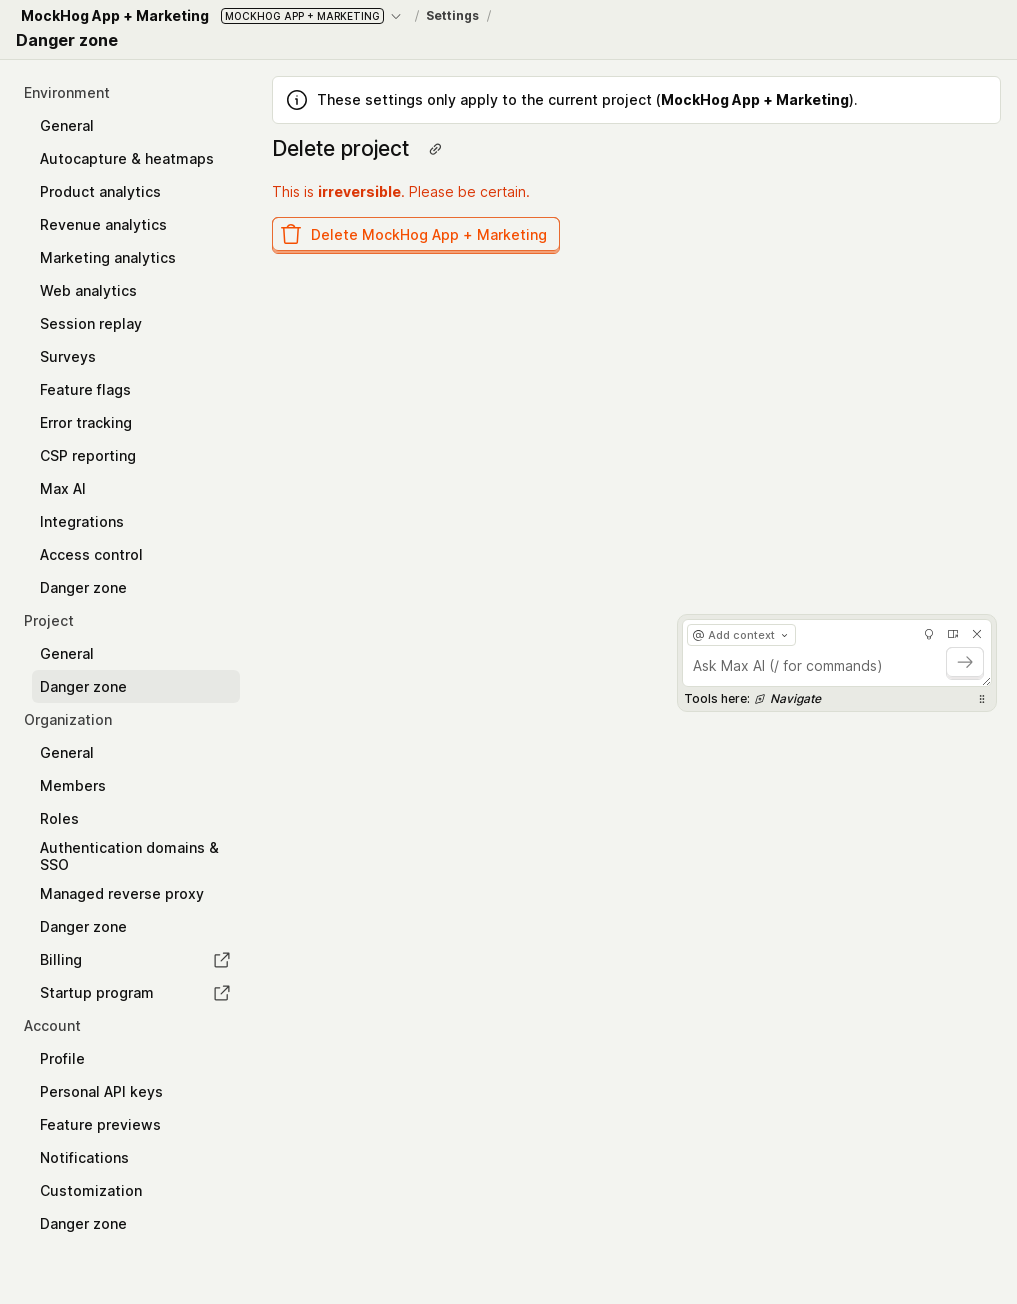 MockHog App + Marketing MOCKHOG APP + MARKETING / Settings /
Danger zone
Environment
General
Autocapture & heatmaps
Product analytics
Revenue analytics
Marketing analytics
Web analytics
Session replay
Surveys
Feature flags
Error tracking
CSP reporting
Max AI
Integrations
Access control
Danger zone
Project
General
Danger zone
Organization
General
Members
Roles
Authentication domains &
SSO
Managed reverse proxy
Danger zone
Billing
Startup program
Account
Profile
Personal API keys
Feature previews
Notifications
Customization
Danger zone
These settings only apply to the current project (MockHog App + Marketing).
Delete project
This is irreversible. Please be certain.
Delete MockHog App + Marketing
@ Add context
Ask Max AI (/ for commands)
Tools here: Navigate